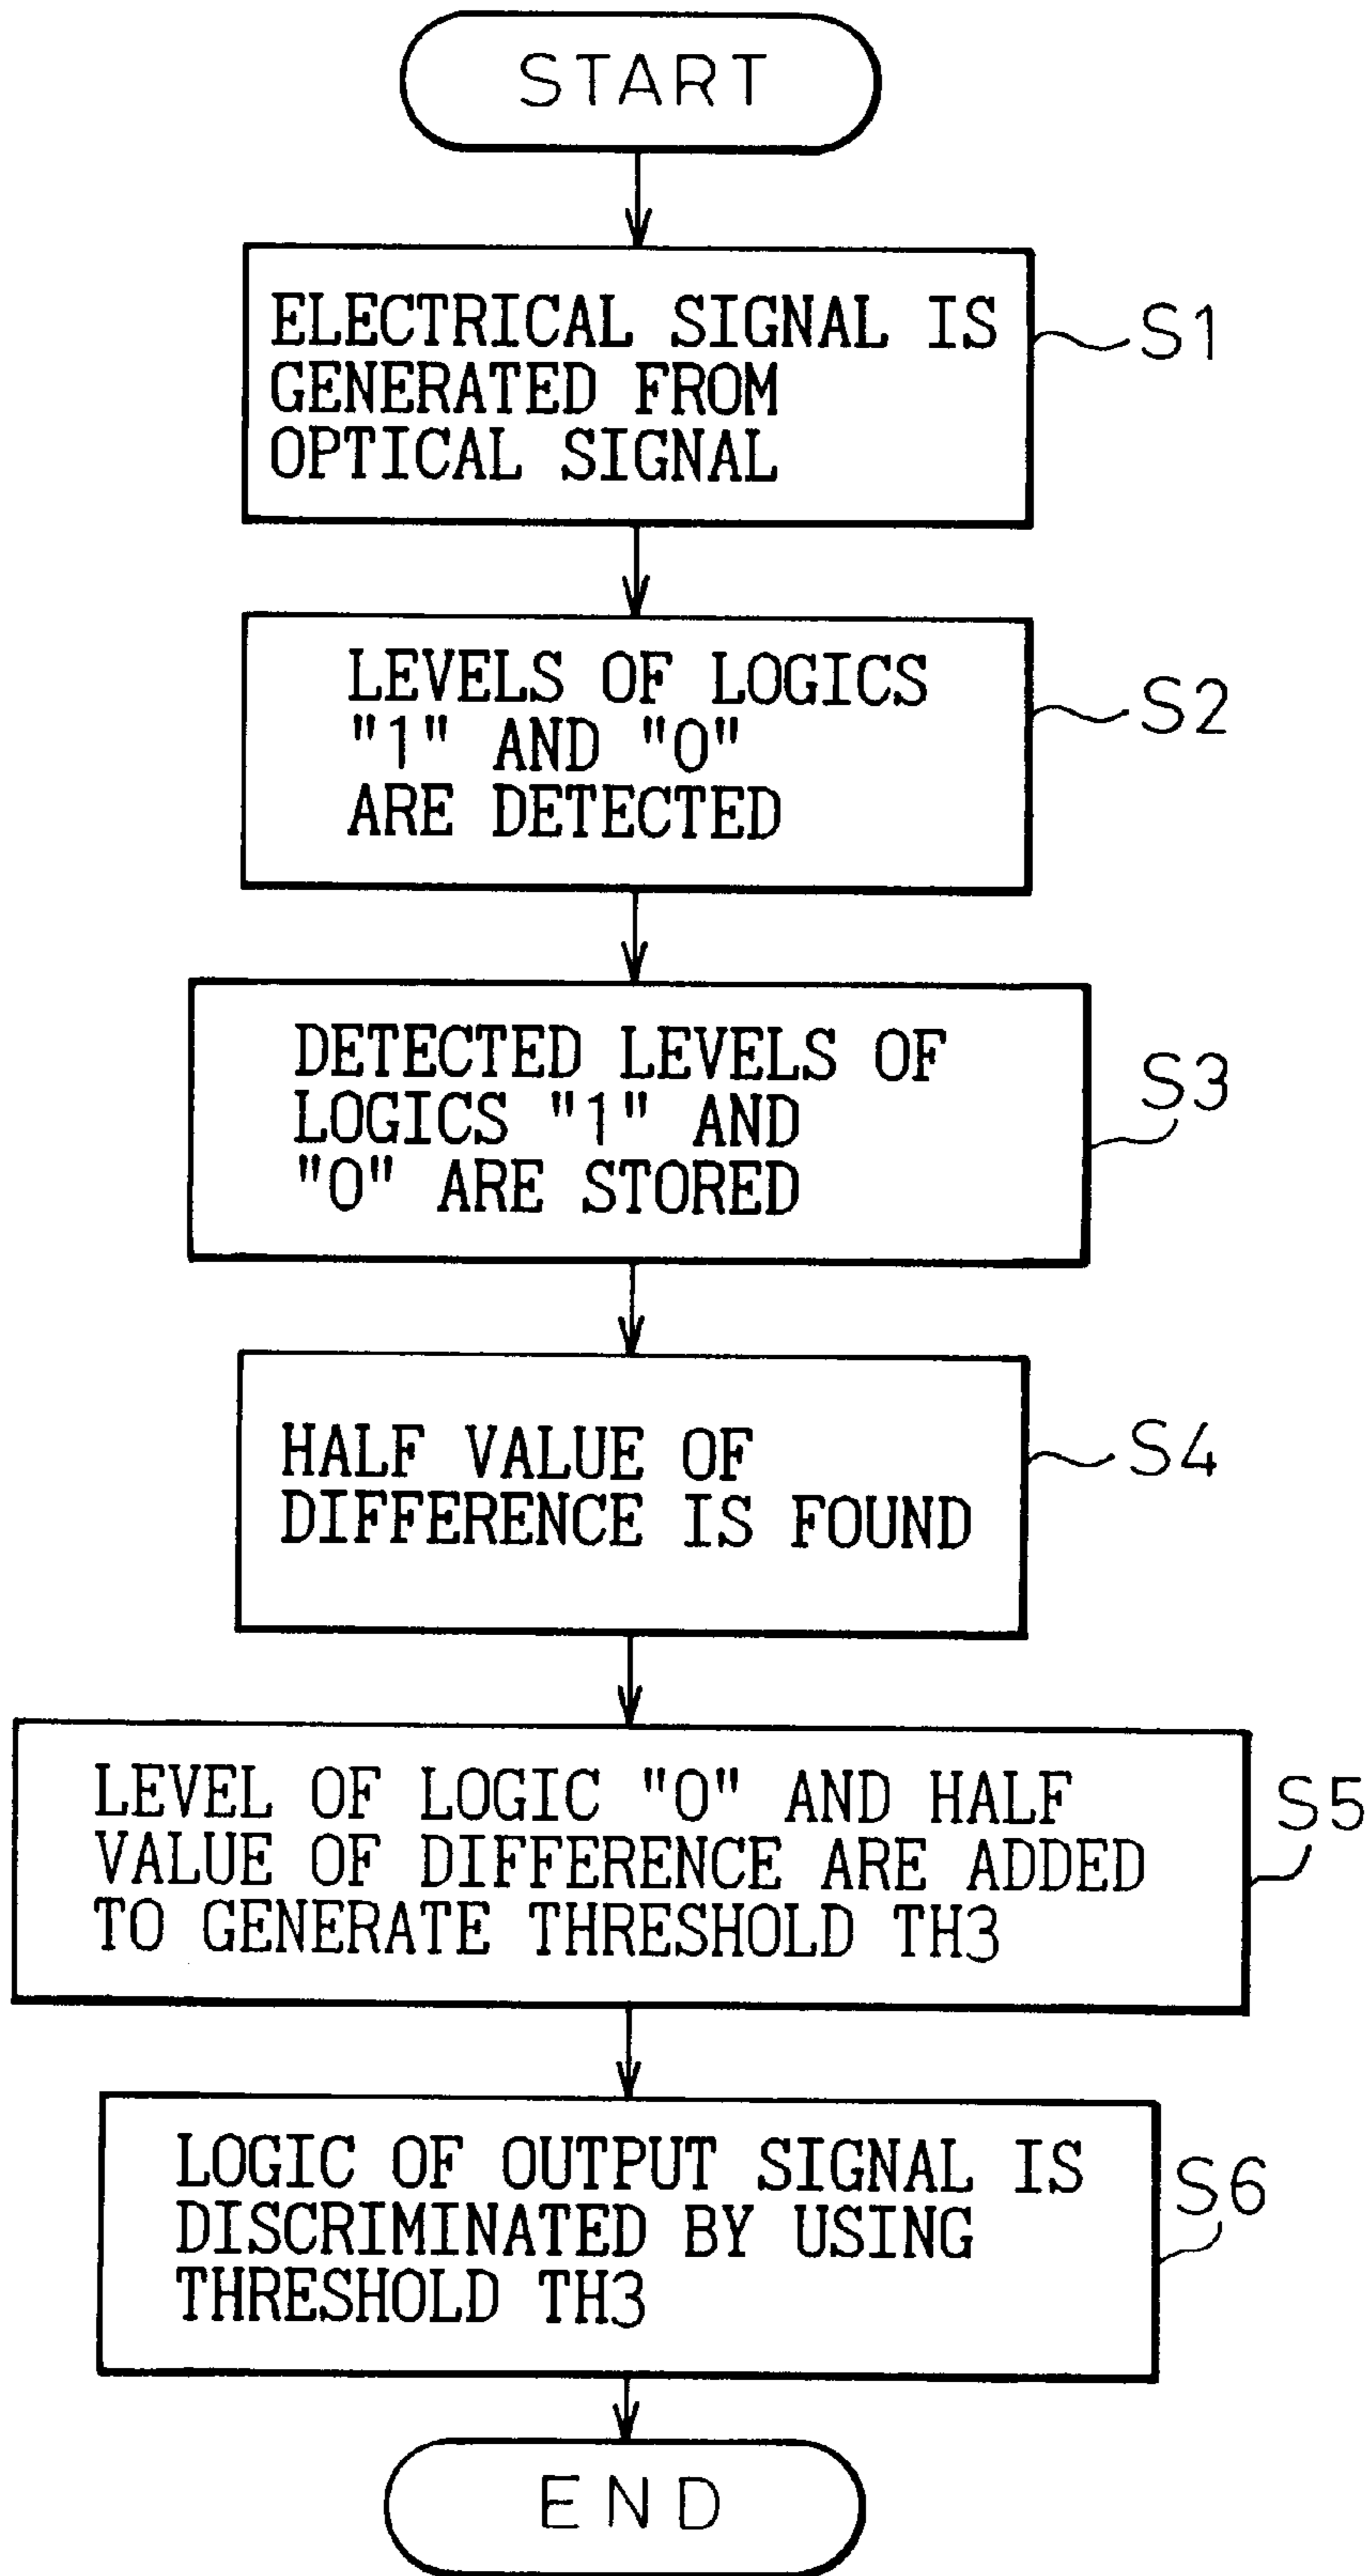 START
ELECTRICAL SIGNAL IS
GENERATED FROM
OPTICAL SIGNAL
S1
LEVELS OF LOGICS
"1" AND "0"
ARE DETECTED
S2
DETECTED LEVELS OF
LOGICS "1" AND
"0" ARE STORED
S3
HALF VALUE OF
DIFFERENCE IS FOUND
S4
LEVEL OF LOGIC "0" AND HALF
VALUE OF DIFFERENCE ARE ADDED
TO GENERATE THRESHOLD TH3
S5
LOGIC OF OUTPUT SIGNAL IS
DISCRIMINATED BY USING
THRESHOLD TH3
S6
END